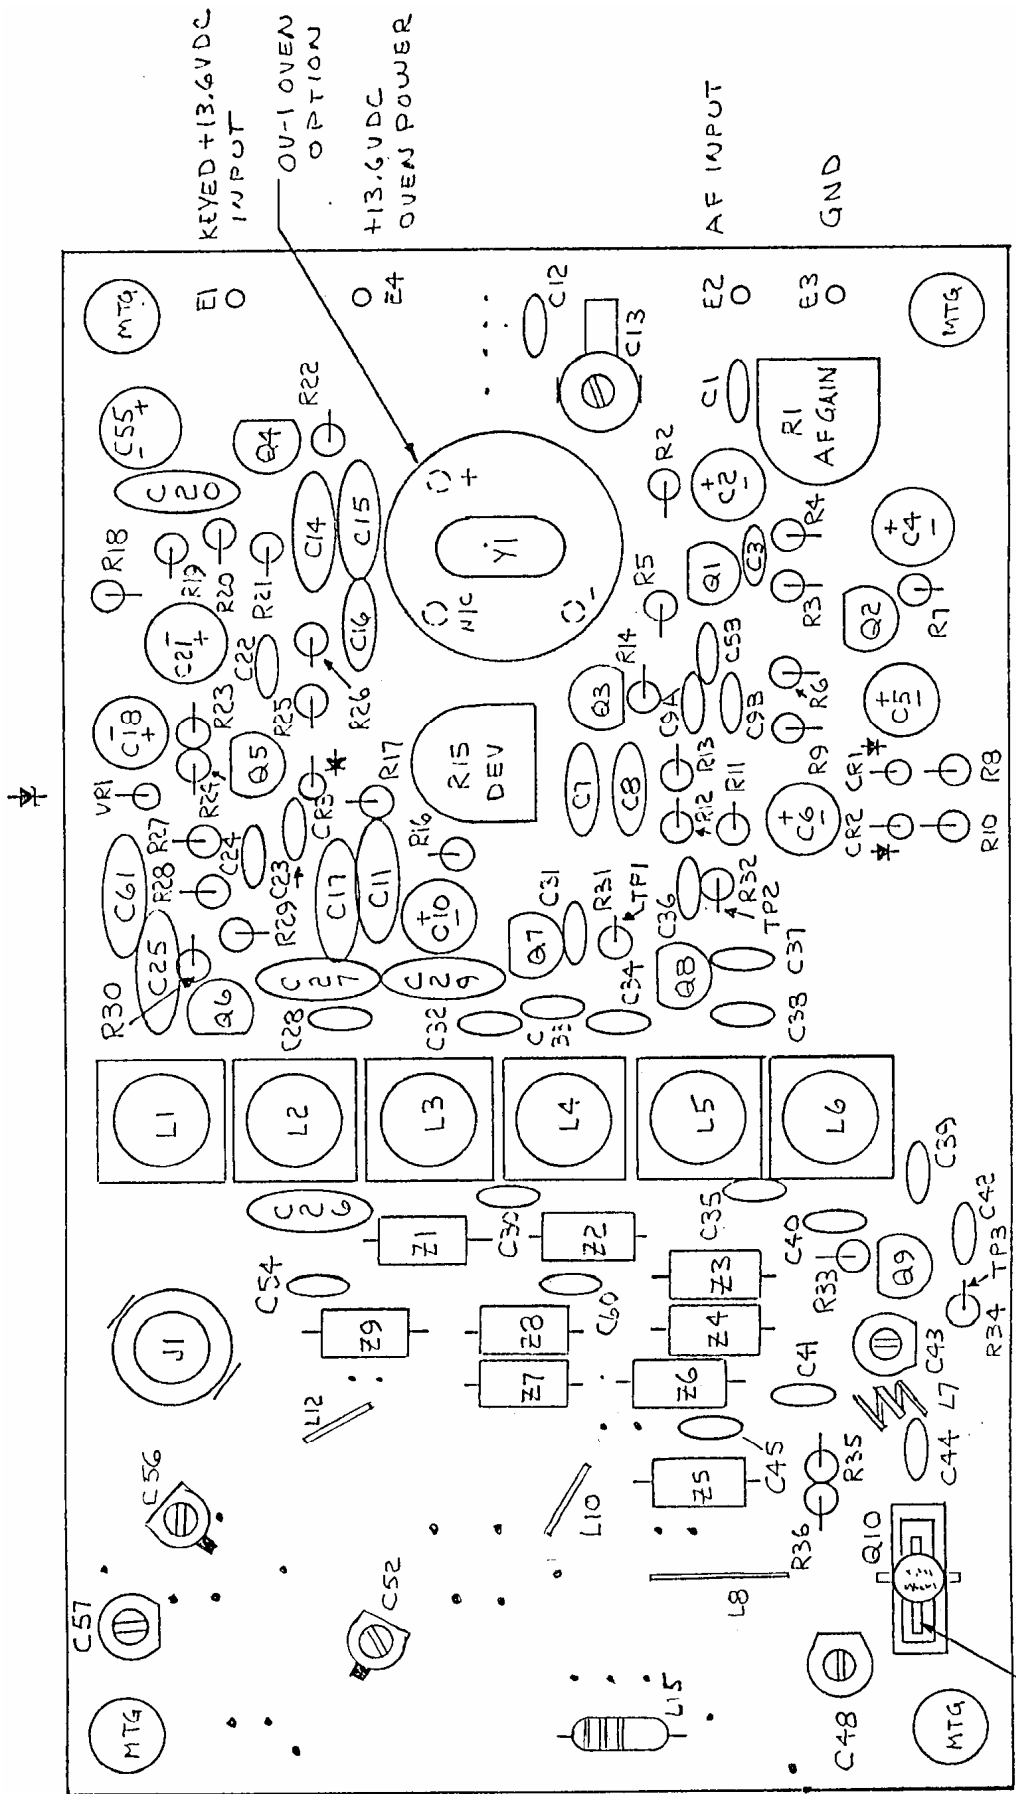 MTG
C57
C56
J1
L1
R30
C25
R28
C61
R27
VR1
C18
- +
C21
- +
R18
C20
C55
- +
MTG
KEYED +13.6VDC
INPUT
E1
C54
C26
L2
C28
Q6
R29
C24
R24
Q5
R23
C22
R19
R20
R21
Q4
R22
OV-1 OVEN
OPTION
C52
L12
Z9
Z1
L3
C32
C27
C29
C23
C17
C11
CR3
R25
R17
R26
C16
C14
C15
E4
+13.6VDC
OVEN POWER
L10
Z7
Z8
C30
Z2
C60
L4
C33
C34
Q7
C10
+ -
R16
C31
R31
TP1
R15
DEV
N/C
Y1
+
-
C12
C13
L15
L8
Z5
C45
Z6
Z4
Z3
C35
L5
Q8
C36
C7
C8
R12
R13
R11
Q3
R14
C9A
C9B
C53
R5
Q1
R2
C1
E2
AF INPUT
C48
R36
R35
C41
R33
C40
L6
C38
C37
TP2
R32
C6
+ -
R9
R6
R3
C3
R4
C2
+ -
R1
AF GAIN
E3
GND
MTG
Q10
C44
L7
C43
Q9
R34
TP3
C42
C39
CR2
CR1
R10
R8
C5
+ -
Q2
R7
C4
+ -
MTG